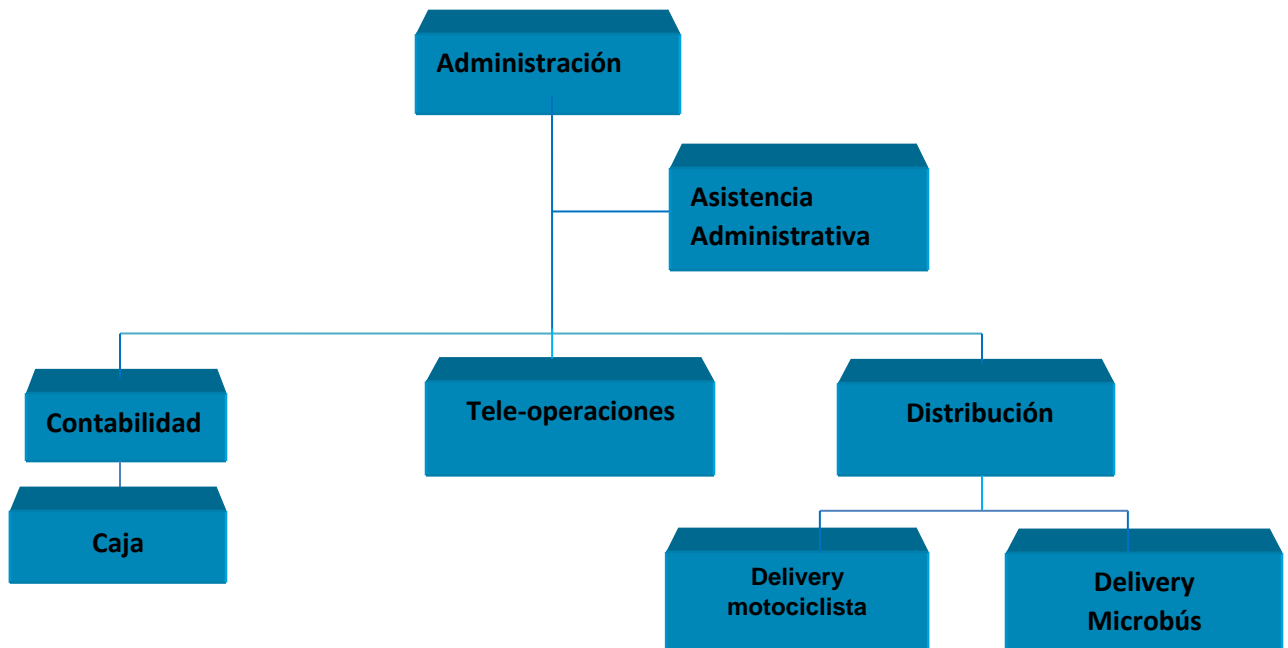 Administración
Asistencia
Administrativa
Contabilidad
Tele-operaciones
Distribución
Caja
Delivery
motociclista
Delivery
Microbús